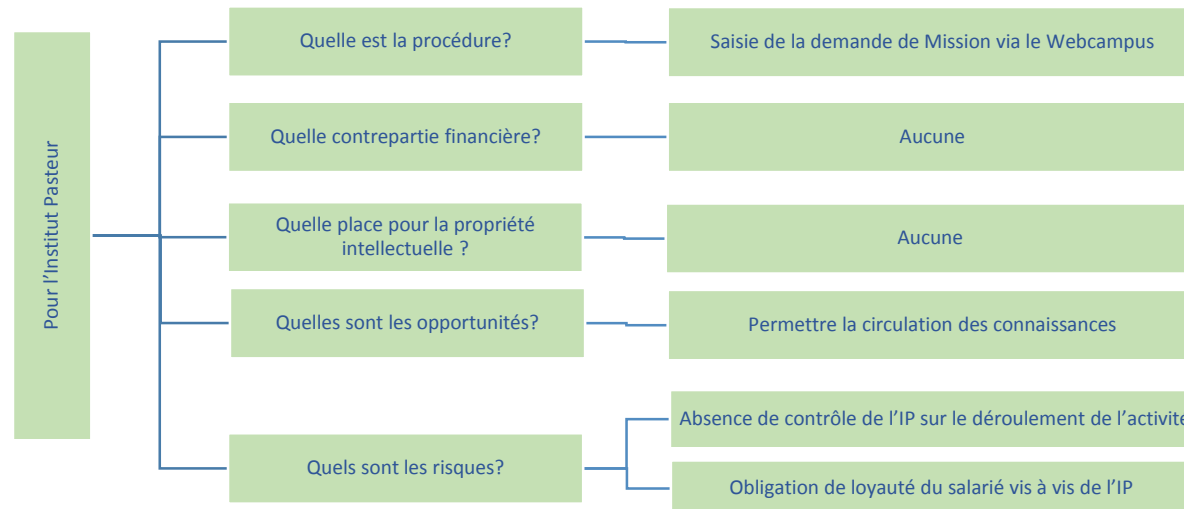 Pour l'Institut Pasteur
Quelle est la procédure?
Saisie de la demande de Mission via le Webcampus
Quelle contrepartie financière?
Aucune
Quelle place pour la propriété
intellectuelle ?
Aucune
Quelles sont les opportunités?
Permettre la circulation des connaissances
Quels sont les risques?
Absence de contrôle de l'IP sur le déroulement de l'activité
Obligation de loyauté du salarié vis à vis de l'IP